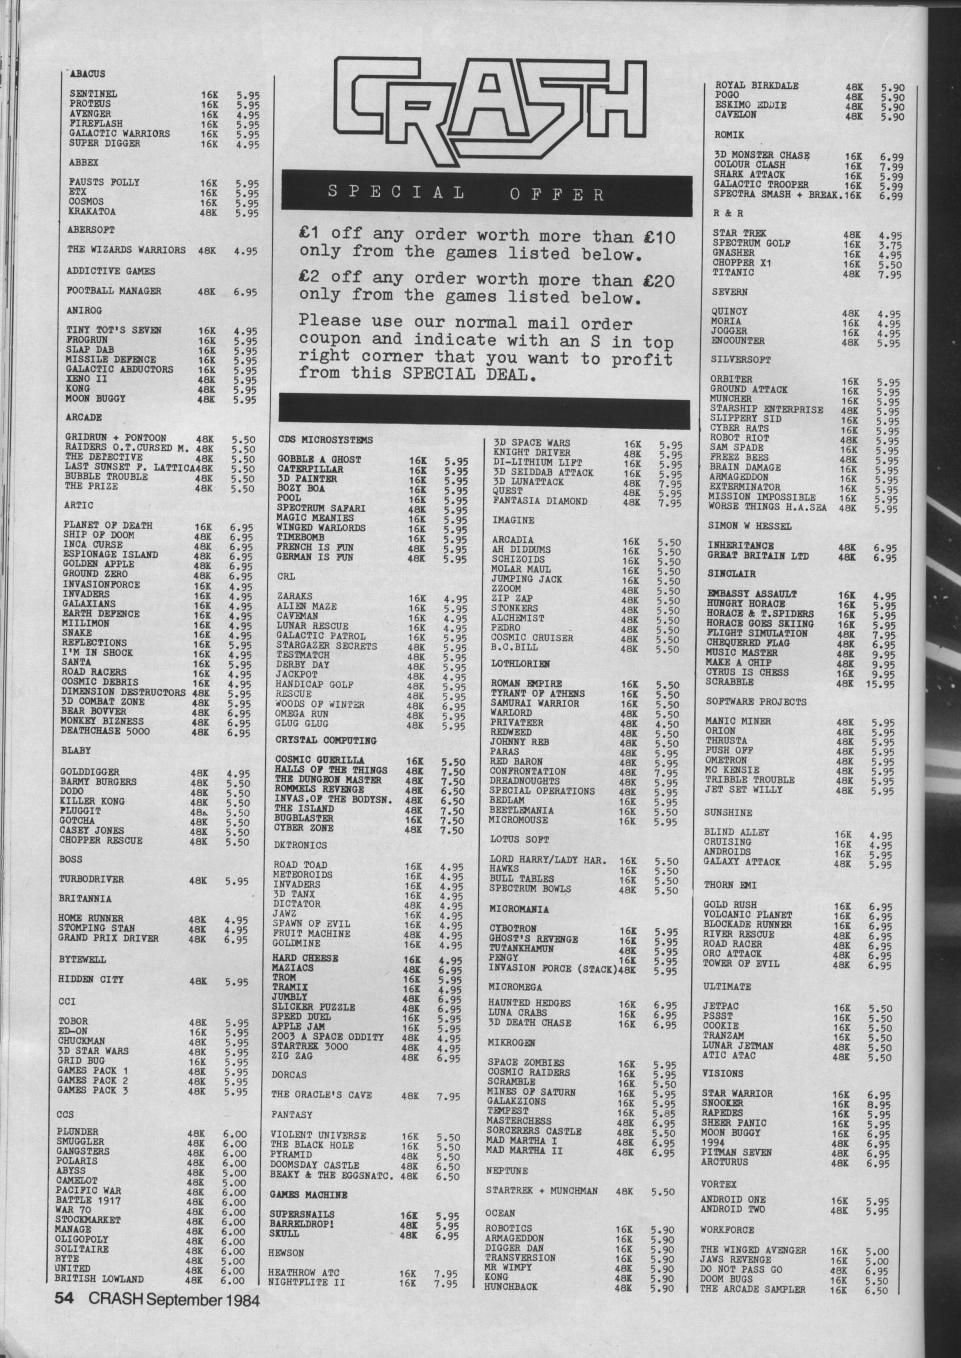 ABACUS
SENTINEL 16K 5.95
PROTEUS 16K 5.95
AVENGER 16K 4.95
FIREFLASH 16K 5.95
GALACTIC WARRIORS 16K 5.95
SUPER DIGGER 16K 4.95
ABBEX
FAUSTS FOLLY 16K 5.95
ETX 16K 5.95
COSMOS 16K 5.95
KRAKATOA 48K 5.95
ABERSOFT
THE WIZARDS WARRIORS 48K 4.95
ADDICTIVE GAMES
FOOTBALL MANAGER 48K 6.95
ANIROG
TINY TOT'S SEVEN 16K 4.95
FROGRUN 16K 5.95
SLAP DAB 16K 5.95
MISSILE DEFENCE 16K 5.95
GALACTIC ABDUCTORS 16K 5.95
XENO II 48K 5.95
KONG 48K 5.95
MOON BUGGY 48K 5.95
ARCADE
GRIDRUN + PONTOON 48K 5.50
RAIDERS O.T.CURSED M. 48K 5.50
THE DETECTIVE 48K 5.50
LAST SUNSET F. LATTICA48K 5.50
BUBBLE TROUBLE 48K 5.50
THE PRIZE 48K 5.50
ARTIC
PLANET OF DEATH 16K 6.95
SHIP OF DOOM 48K 6.95
INCA CURSE 48K 6.95
ESPIONAGE ISLAND 48K 6.95
GOLDEN APPLE 48K 6.95
GROUND ZERO 48K 6.95
INVASIONFORCE 16K 4.95
INVADERS 16K 4.95
GALAXIANS 16K 4.95
EARTH DEFENCE 16K 4.95
MIILIMON 16K 4.95
SNAKE 16K 4.95
REFLECTIONS 16K 5.95
I'M IN SHOCK 16K 4.95
SANTA 16K 5.95
ROAD RACERS 16K 4.95
COSMIC DEBRIS 16K 4.95
DIMENSION DESTRUCTORS 48K 5.95
3D COMBAT ZONE 48K 5.95
BEAR BOVVER 48K 6.95
MONKEY BIZNESS 48K 6.95
DEATHCHASE 5000 48K 6.95
BLABY
GOLDDIGGER 48K 4.95
BARMY BURGERS 48K 5.50
DODO 48K 5.50
KILLER KONG 48K 5.50
PLUGGIT 48K 5.50
GOTCHA 48K 5.50
CASEY JONES 48K 5.50
CHOPPER RESCUE 48K 5.50
BOSS
TURBODRIVER 48K 5.95
BRITANNIA
HOME RUNNER 48K 4.95
STOMPING STAN 48K 4.95
GRAND PRIX DRIVER 48K 6.95
BYTEWELL
HIDDEN CITY 48K 5.95
CCI
TOBOR 48K 5.95
ED-ON 16K 5.95
CHUCKMAN 48K 5.95
3D STAR WARS 48K 5.95
GRID BUG 16K 5.95
GAMES PACK 1 48K 5.95
GAMES PACK 2 48K 5.95
GAMES PACK 3 48K 5.95
CCS
PLUNDER 48K 6.00
SMUGGLER 48K 6.00
GANGSTERS 48K 6.00
POLARIS 48K 6.00
ABYSS 48K 5.00
CAMELOT 48K 5.00
PACIFIC WAR 48K 6.00
BATTLE 1917 48K 6.00
WAR 70 48K 6.00
STOCKMARKET 48K 6.00
MANAGE 48K 6.00
OLIGOPOLY 48K 6.00
SOLITAIRE 48K 6.00
BYTE 48K 5.00
UNITED 48K 6.00
BRITISH LOWLAND 48K 6.00
CRASH
SPECIAL OFFER
£1 off any order worth more than £10
only from the games listed below.
£2 off any order worth more than £20
only from the games listed below.
Please use our normal mail order
coupon and indicate with an S in top
right corner that you want to profit
from this SPECIAL DEAL.
CDS MICROSYSTEMS
GOBBLE A GHOST 16K 5.95
CATERPILLAR 16K 5.95
3D PAINTER 16K 5.95
BOZY BOA 16K 5.95
POOL 16K 5.95
SPECTRUM SAFARI 48K 5.95
MAGIC MEANIES 16K 5.95
WINGED WARLORDS 16K 5.95
TIMEBOMB 16K 5.95
FRENCH IS FUN 48K 5.95
GERMAN IS FUN 48K 5.95
CRL
ZARAKS 16K 4.95
ALIEN MAZE 16K 5.95
CAVEMAN 16K 4.95
LUNAR RESCUE 16K 4.95
GALACTIC PATROL 16K 5.95
STARGAZER SECRETS 48K 5.95
TESTMATCH 48K 5.95
DERBY DAY 48K 5.95
JACKPOT 48K 4.95
HANDICAP GOLF 48K 5.95
RESCUE 48K 5.95
WOODS OF WINTER 48K 6.95
OMEGA RUN 48K 5.95
GLUG GLUG 48K 5.95
CRYSTAL COMPUTING
COSMIC GUERILLA 16K 5.50
HALLS OF THE THINGS 48K 7.50
THE DUNGEON MASTER 48K 7.50
ROMMELS REVENGE 48K 6.50
INVAS.OF THE BODYSN. 48K 6.50
THE ISLAND 48K 7.50
BUGBLASTER 16K 7.50
CYBER ZONE 48K 7.50
DKTRONICS
ROAD TOAD 16K 4.95
METEOROIDS 16K 4.95
INVADERS 16K 4.95
3D TANX 16K 4.95
DICTATOR 48K 4.95
JAWZ 16K 4.95
SPAWN OF EVIL 16K 4.95
FRUIT MACHINE 48K 4.95
GOLDMINE 16K 4.95
HARD CHEESE 16K 4.95
MAZIACS 48K 6.95
TROM 16K 5.95
TRAMIX 16K 4.95
JUMBLY 48K 6.95
SLICKER PUZZLE 48K 6.95
SPEED DUEL 16K 5.95
APPLE JAM 16K 5.95
2003 A SPACE ODDITY 48K 4.95
STARTREK 3000 48K 4.95
ZIG ZAG 48K 6.95
DORCAS
THE ORACLE'S CAVE 48K 7.95
FANTASY
VIOLENT UNIVERSE 16K 5.50
THE BLACK HOLE 16K 5.50
PYRAMID 48K 5.50
DOOMSDAY CASTLE 48K 6.50
BEAKY & THE EGGSNATC. 48K 6.50
GAMES MACHINE
SUPERSNAILS 16K 5.95
BARRELDROP! 48K 5.95
SKULL 48K 6.95
HEWSON
HEATHROW ATC 16K 7.95
NIGHTFLITE II 16K 7.95
3D SPACE WARS 16K 5.95
KNIGHT DRIVER 48K 5.95
DI-LITHIUM LIFT 16K 5.95
3D SEIDDAB ATTACK 16K 5.95
3D LUNATTACK 48K 7.95
QUEST 48K 5.95
FANTASIA DIAMOND 48K 7.95
IMAGINE
ARCADIA 16K 5.50
AH DIDDUMS 16K 5.50
SCHIZOIDS 16K 5.50
MOLAR MAUL 16K 5.50
JUMPING JACK 16K 5.50
ZZOOM 48K 5.50
ZIP ZAP 48K 5.50
STONKERS 48K 5.50
ALCHEMIST 48K 5.50
PEDRO 48K 5.50
COSMIC CRUISER 48K 5.50
B.C.BILL 48K 5.50
LOTHLORIEN
ROMAN EMPIRE 16K 5.50
TYRANT OF ATHENS 16K 5.50
SAMURAI WARRIOR 48K 5.50
WARLORD 48K 5.50
PRIVATEER 48K 4.50
REDWEED 48K 5.50
JOHNNY REB 48K 5.50
PARAS 48K 5.95
RED BARON 48K 5.95
CONFRONTATION 48K 7.95
DREADNOUGHTS 48K 5.95
SPECIAL OPERATIONS 48K 5.95
BEDLAM 16K 5.95
BEETLEMANIA 16K 5.95
MICROMOUSE 16K 5.95
LOTUS SOFT
LORD HARRY/LADY HAR. 16K 5.50
HAWKS 16K 5.50
BULL TABLES 16K 5.50
SPECTRUM BOWLS 48K 5.50
MICROMANIA
CYBOTRON 16K 5.95
GHOST'S REVENGE 16K 5.95
TUTANKHAMUN 48K 5.95
PENGY 16K 5.95
INVASION FORCE (STACK)48K 5.95
MICROMEGA
HAUNTED HEDGES 16K 6.95
LUNA CRABS 16K 6.95
3D DEATH CHASE 16K 6.95
MIKROGEN
SPACE ZOMBIES 16K 5.95
COSMIC RAIDERS 16K 5.95
SCRAMBLE 16K 5.50
MINES OF SATURN 16K 5.95
GALAKZIONS 16K 5.95
TEMPEST 16K 5.85
MASTERCHESS 48K 6.95
SORCERERS CASTLE 48K 5.50
MAD MARTHA I 48K 6.95
MAD MARTHA II 48K 6.95
NEPTUNE
STARTREK + MUNCHMAN 48K 5.50
OCEAN
ROBOTICS 16K 5.90
ARMGEDDON 16K 5.90
DIGGER DAN 16K 5.90
TRANSVERSION 16K 5.90
MR WIMPY 48K 5.90
KONG 48K 5.90
HUNCHBACK 48K 5.90
ROYAL BIRKDALE 48K 5.90
POGO 48K 5.90
ESKIMO EDDIE 48K 5.90
CAVELON 48K 5.90
ROMIK
3D MONSTER CHASE 16K 6.99
COLOUR CLASH 16K 7.99
SHARK ATTACK 16K 5.99
GALACTIC TROOPER 16K 5.99
SPECTRA SMASH + BREAK.16K 6.99
R & R
STAR TREK 48K 4.95
SPECTRUM GOLF 16K 3.75
GNASHER 16K 4.95
CHOPPER X1 16K 5.50
TITANIC 48K 7.95
SEVERN
QUINCY 48K 4.95
MORIA 16K 4.95
JOGGER 16K 4.95
ENCOUNTER 48K 5.95
SILVERSOFT
ORBITER 16K 5.95
GROUND ATTACK 16K 5.95
MUNCHER 16K 5.95
STARSHIP ENTERPRISE 48K 5.95
SLIPPERY SID 16K 5.95
CYBER RATS 16K 5.95
ROBOT RIOT 48K 5.95
SAM SPADE 16K 5.95
FREEZ BEES 48K 5.95
BRAIN DAMAGE 16K 5.95
ARMGEDDON 16K 5.95
EXTERMINATOR 16K 5.95
MISSION IMPOSSIBLE 16K 5.95
WORSE THINGS H.A.SEA 48K 5.95
SIMON W HESSEL
INHERITANCE 48K 6.95
GREAT BRITAIN LTD 48K 6.95
SINCLAIR
EMBASSY ASSAULT 16K 4.95
HUNGRY HORACE 16K 5.95
HORACE & T.SPIDERS 16K 5.95
HORACE GOES SKIING 16K 5.95
FLIGHT SIMULATION 48K 7.95
CHEQUERED FLAG 48K 6.95
MUSIC MASTER 48K 9.95
MAKE A CHIP 48K 9.95
CYRUS IS CHESS 16K 9.95
SCRABBLE 48K 15.95
SOFTWARE PROJECTS
MANIC MINER 48K 5.95
ORION 48K 5.95
THRUSTA 48K 5.95
PUSH OFF 48K 5.95
OMETRON 48K 5.95
MC KENSIE 48K 5.95
TRIBBLE TROUBLE 48K 5.95
JET SET WILLY 48K 5.95
SUNSHINE
BLIND ALLEY 16K 4.95
CRUISING 16K 4.95
ANDROIDS 16K 5.95
GALAXY ATTACK 48K 5.95
THORN EMI
GOLD RUSH 16K 6.95
VOLCANIC PLANET 16K 6.95
BLOCKADE RUNNER 16K 6.95
RIVER RESCUE 48K 6.95
ROAD RACER 48K 6.95
ORC ATTACK 48K 6.95
TOWER OF EVIL 48K 6.95
ULTIMATE
JETPAC 16K 5.50
PSSST 16K 5.50
COOKIE 16K 5.50
TRANZAM 16K 5.50
LUNAR JETMAN 48K 5.50
ATIC ATAC 48K 5.50
VISIONS
STAR WARRIOR 16K 6.95
SNOOKER 16K 8.95
RAPEDES 16K 5.95
SHEER PANIC 16K 5.95
MOON BUGGY 48K 6.95
1994 48K 6.95
PITMAN SEVEN 48K 6.95
ARCTURUS 48K 6.95
VORTEX
ANDROID ONE 16K 5.95
ANDROID TWO 48K 5.95
WORKFORCE
THE WINGED AVENGER 16K 5.00
JAWS REVENGE 16K 5.00
DO NOT PASS GO 48K 6.95
DOOM BUGS 16K 5.50
THE ARCADE SAMPLER 16K 6.50
54 CRASH September 1984